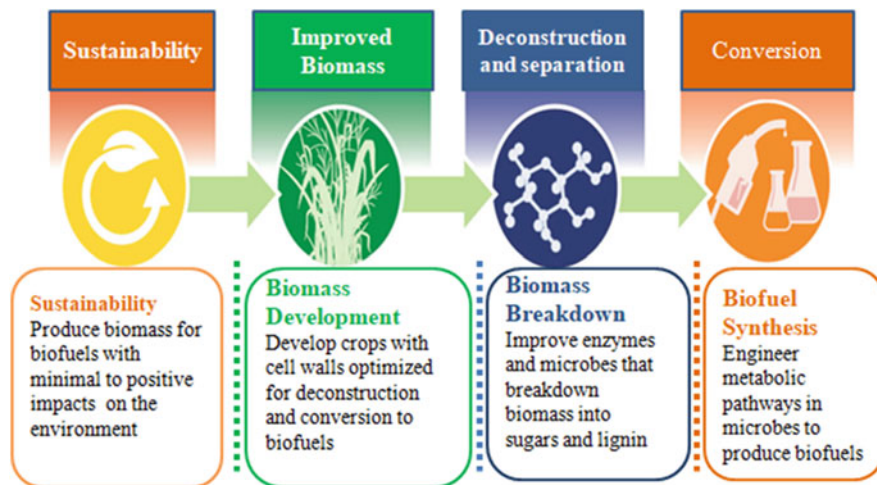 Sustainability
Improved
Biomass
Deconstruction
and separation
Conversion
Sustainability
Produce biomass for
biofuels with
minimal to positive
impacts on the
environment
Biomass
Development
Develop crops with
cell walls optimized
for deconstruction
and conversion to
biofuels
Biomass
Breakdown
Improve enzymes
and microbes that
breakdown
biomass into
sugars and lignin
Biofuel
Synthesis
Engineer
metabolic
pathways in
microbes to
produce biofuels